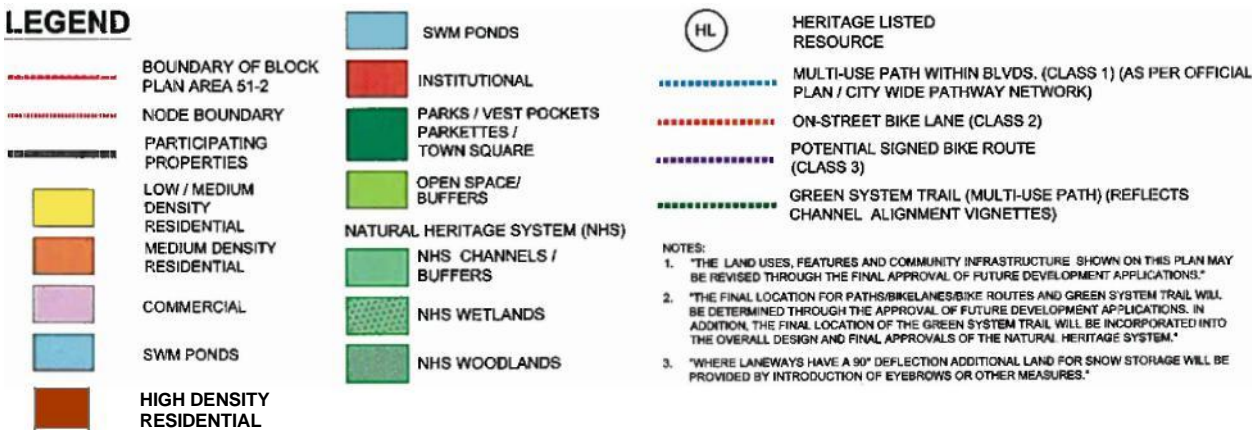 LEGEND
BOUNDARY OF BLOCK
PLAN AREA 51-2
NODE BOUNDARY
PARTICIPATING
PROPERTIES
LOW / MEDIUM
DENSITY
RESIDENTIAL
MEDIUM DENSITY
RESIDENTIAL
COMMERCIAL
SWM PONDS
HIGH DENSITY
RESIDENTIAL
SWM PONDS
INSTITUTIONAL
PARKS / VEST POCKETS
PARKETTES /
TOWN SQUARE
OPEN SPACE/
BUFFERS
NATURAL HERITAGE SYSTEM (NHS)
NHS CHANNELS /
BUFFERS
NHS WETLANDS
NHS WOODLANDS
HL
HERITAGE LISTED
RESOURCE
MULTI-USE PATH WITHIN BLVDS. (CLASS 1) (AS PER OFFICIAL
PLAN / CITY WIDE PATHWAY NETWORK)
ON-STREET BIKE LANE (CLASS 2)
POTENTIAL SIGNED BIKE ROUTE
(CLASS 3)
GREEN SYSTEM TRAIL (MULTI-USE PATH) (REFLECTS
CHANNEL ALIGNMENT VIGNETTES)
NOTES:
1. "THE LAND USES, FEATURES AND COMMUNITY INFRASTRUCTURE SHOWN ON THIS PLAN MAY
BE REVISED THROUGH THE FINAL APPROVAL OF FUTURE DEVELOPMENT APPLICATIONS."
2. "THE FINAL LOCATION FOR PATHS/BIKELANES/BIKE ROUTES AND GREEN SYSTEM TRAIL WILL
BE DETERMINED THROUGH THE APPROVAL OF FUTURE DEVELOPMENT APPLICATIONS. IN
ADDITION, THE FINAL LOCATION OF THE GREEN SYSTEM TRAIL WILL BE INCORPORATED INTO
THE OVERALL DESIGN AND FINAL APPROVALS OF THE NATURAL HERITAGE SYSTEM."
3. "WHERE LANEWAYS HAVE A 90° DEFLECTION ADDITIONAL LAND FOR SNOW STORAGE WILL BE
PROVIDED BY INTRODUCTION OF EYEBROWS OR OTHER MEASURES."